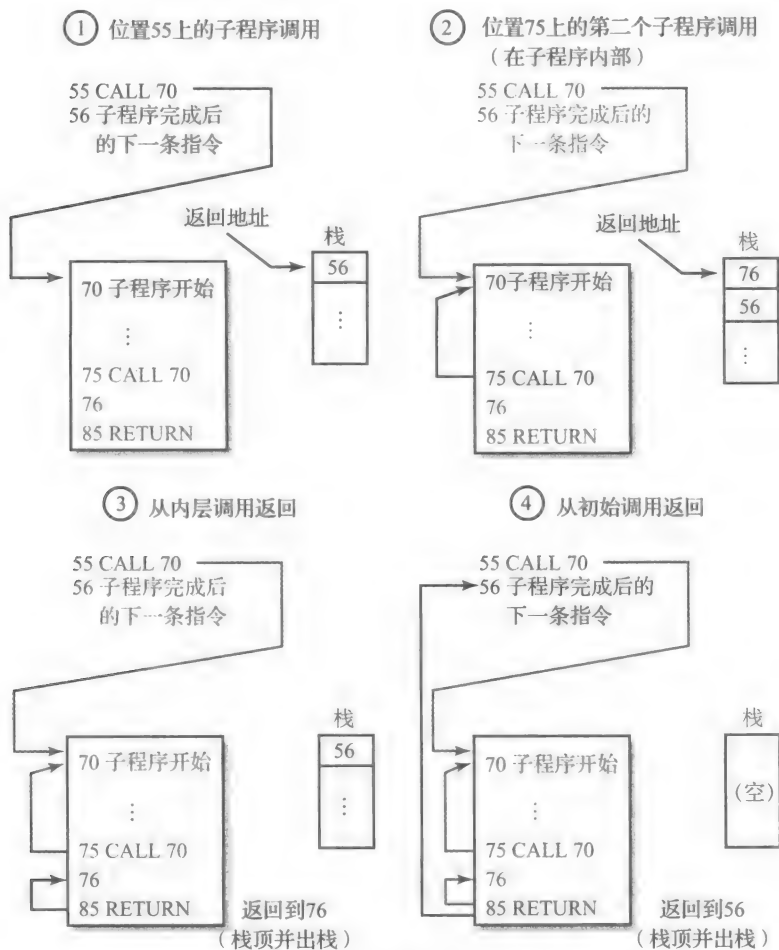 ① 位置55上的子程序调用
55 CALL 70
56 子程序完成后
的下一条指令
返回地址
栈
56
⋮
70 子程序开始
⋮
75 CALL 70
76
85 RETURN
② 位置75上的第二个子程序调用
（在子程序内部）
55 CALL 70
56 子程序完成后的
下一条指令
返回地址
栈
76
56
⋮
70子程序开始
⋮
75 CALL 70
76
85 RETURN
③ 从内层调用返回
55 CALL 70
56 子程序完成后
的下一条指令
栈
56
⋮
70 子程序开始
⋮
75 CALL 70
76
85 RETURN
返回到76
（栈顶并出栈）
④ 从初始调用返回
55 CALL 70
56 子程序完成后的
下一条指令
栈
（空）
70 子程序开始
⋮
75 CALL 70
76
85 RETURN
返回到56
（栈顶并出栈）